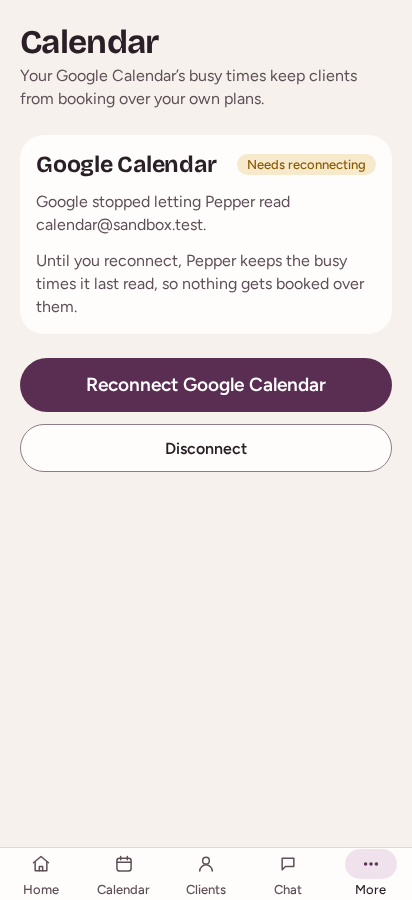 Calendar
Your Google Calendar’s busy times keep clients
from booking over your own plans.
Google Calendar
Needs reconnecting
Google stopped letting Pepper read
calendar@sandbox.test.
Until you reconnect, Pepper keeps the busy
times it last read, so nothing gets booked over
them.
Reconnect Google Calendar
Disconnect
Home
Calendar
Clients
Chat
More